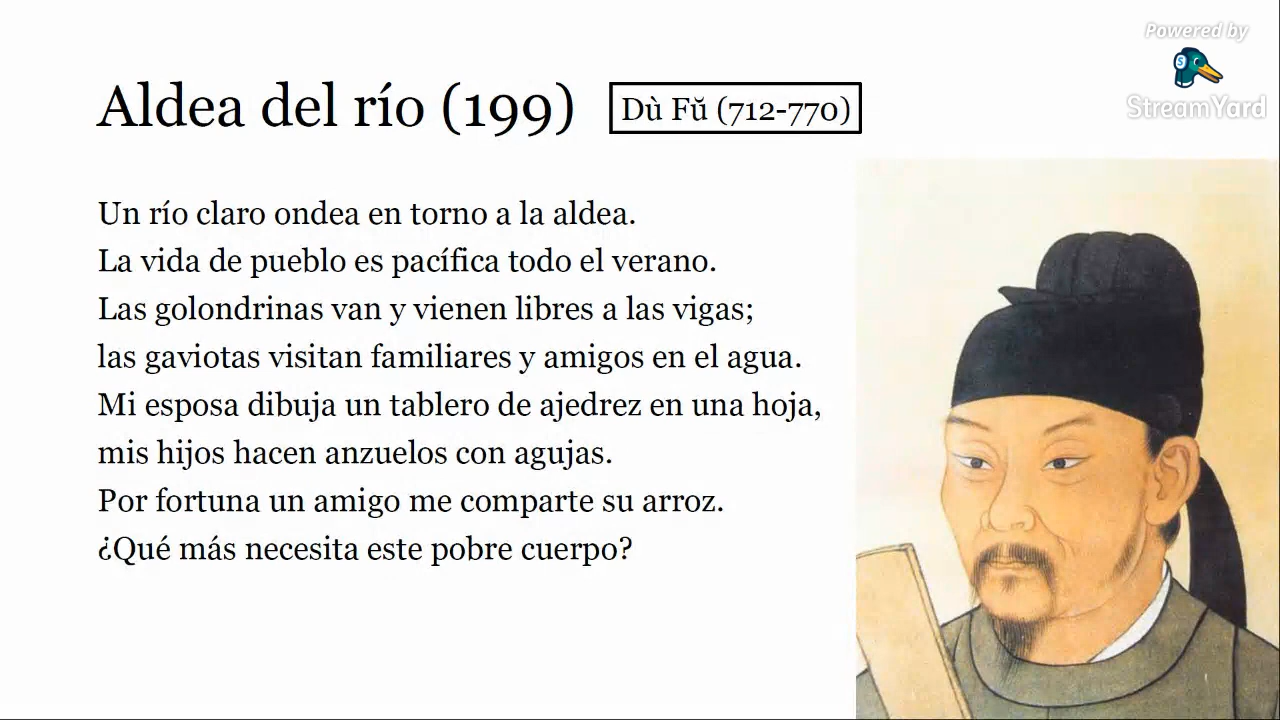 Powered by
StreamYard
Aldea del río (199)
Dù Fŭ (712-770)
Un río claro ondea en torno a la aldea.
La vida de pueblo es pacífica todo el verano.
Las golondrinas van y vienen libres a las vigas;
las gaviotas visitan familiares y amigos en el agua.
Mi esposa dibuja un tablero de ajedrez en una hoja,
mis hijos hacen anzuelos con agujas.
Por fortuna un amigo me comparte su arroz.
¿Qué más necesita este pobre cuerpo?